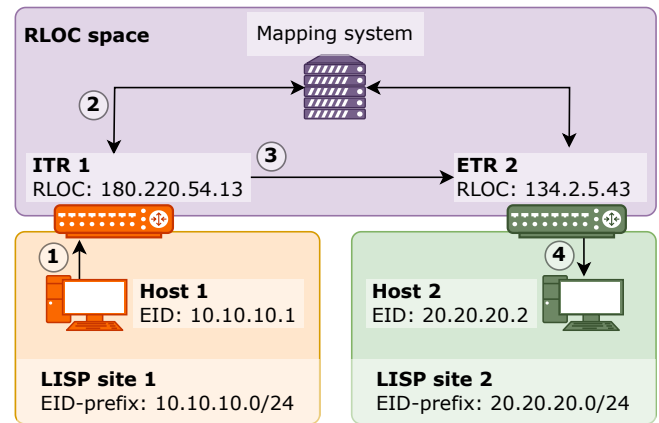 RLOC space
Mapping system
2
3
ITR 1
RLOC: 180.220.54.13
ETR 2
RLOC: 134.2.5.43
1
4
Host 1
EID: 10.10.10.1
Host 2
EID: 20.20.20.2
LISP site 1
EID-prefix: 10.10.10.0/24
LISP site 2
EID-prefix: 20.20.20.0/24